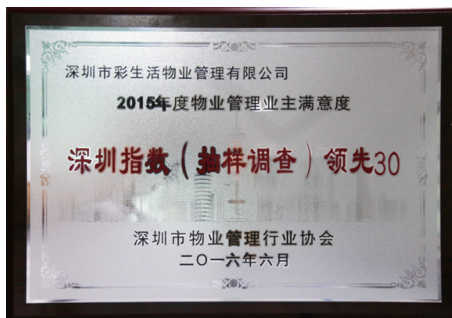 深圳市彩生活物业管理有限公司
2015年度物业管理业主满意度
深圳指数(抽样调查)领先30
深圳市物业管理行业协会
二〇一六年六月